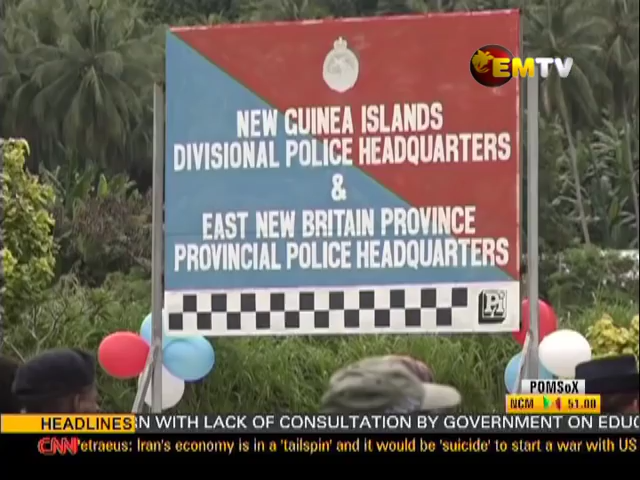 EMTV
NEW GUINEA ISLANDS
DIVISIONAL POLICE HEADQUARTERS
&
EAST NEW BRITAIN PROVINCE
PROVINCIAL POLICE HEADQUARTERS
POMSoX
NCM 51.00
HEADLINES WITH LACK OF CONSULTATION BY GOVERNMENT ON
CNN etraeus: Iran's economy is in a 'tailspin' and it would be 'suicide' to start a war with US